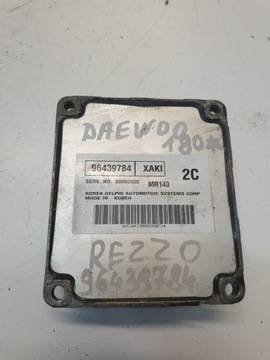 DAEWOO
180*
96439784 XAKI
2C
SERV. NO. 00000000 MR140
KOREA DELPHI AUTOMOTIVE SYSTEMS CORP
MADE IN KOREA
REZZO
96439784